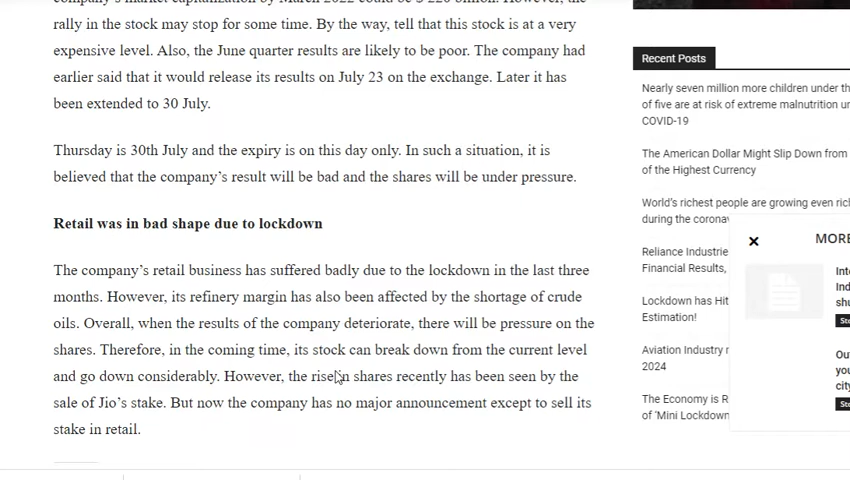 company's market capitalization by March 2022 could be $ 220 billion. However, the
rally in the stock may stop for some time. By the way, tell that this stock is at a very
expensive level. Also, the June quarter results are likely to be poor. The company had
earlier said that it would release its results on July 23 on the exchange. Later it has
been extended to 30 July.
Thursday is 30th July and the expiry is on this day only. In such a situation, it is
believed that the company's result will be bad and the shares will be under pressure.
Retail was in bad shape due to lockdown
The company's retail business has suffered badly due to the lockdown in the last three
months. However, its refinery margin has also been affected by the shortage of crude
oils. Overall, when the results of the company deteriorate, there will be pressure on the
shares. Therefore, in the coming time, its stock can break down from the current level
and go down considerably. However, the rise in shares recently has been seen by the
sale of Jio's stake. But now the company has no major announcement except to sell its
stake in retail.
Recent Posts
Nearly seven million more children under th
of five are at risk of extreme malnutrition un
COVID-19
The American Dollar Might Slip Down from
of the Highest Currency
World's richest people are growing even rich
during the corona
Reliance Industrie
Financial Results,
Lockdown has Hit
Estimation!
Aviation Industry
2024
The Economy is R
of 'Mini Lockdown
MORE
Int
Ind
shu
Out
you
city